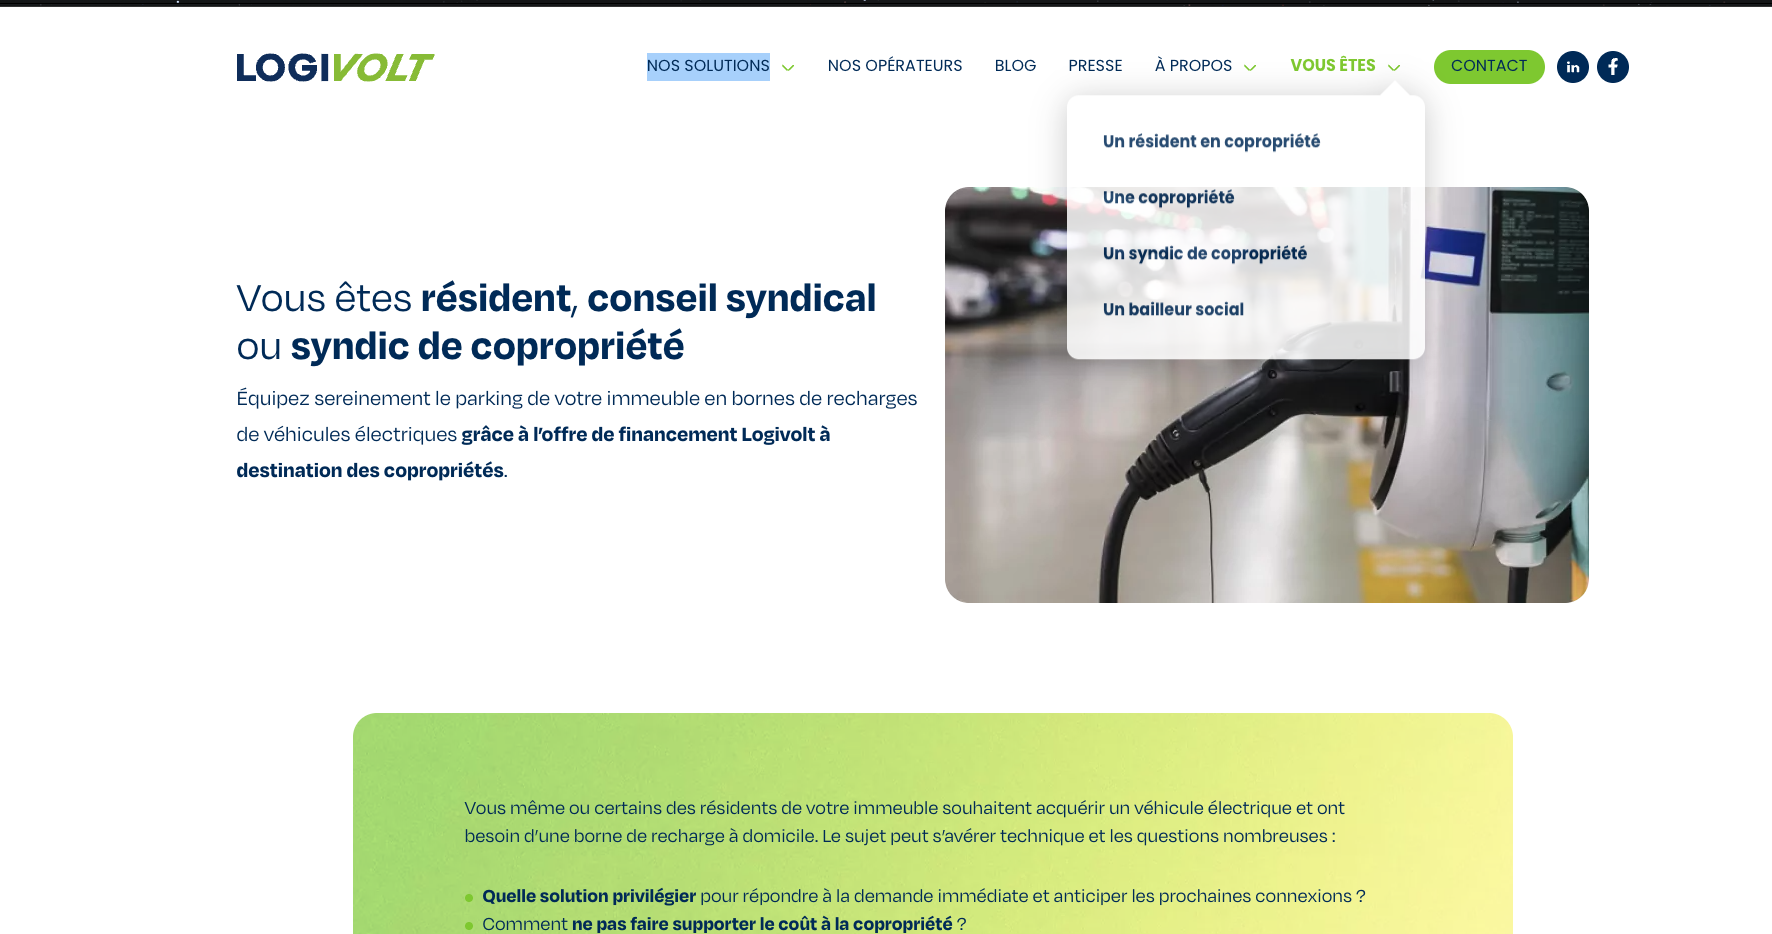 LOGIVOLT
NOS SOLUTIONS
NOS OPÉRATEURS
BLOG
PRESSE
À PROPOS
VOUS ÊTES
CONTACT
in
f
Un résident en copropriété
Une copropriété
Un syndic de copropriété
Un bailleur social
Vous êtes résident, conseil syndical
ou syndic de copropriété
Équipez sereinement le parking de votre immeuble en bornes de recharges
de véhicules électriques grâce à l’offre de financement Logivolt à
destination des copropriétés.
Vous même ou certains des résidents de votre immeuble souhaitent acquérir un véhicule électrique et ont
besoin d’une borne de recharge à domicile. Le sujet peut s’avérer technique et les questions nombreuses :
Quelle solution privilégier pour répondre à la demande immédiate et anticiper les prochaines connexions ?
Comment ne pas faire supporter le coût à la copropriété ?